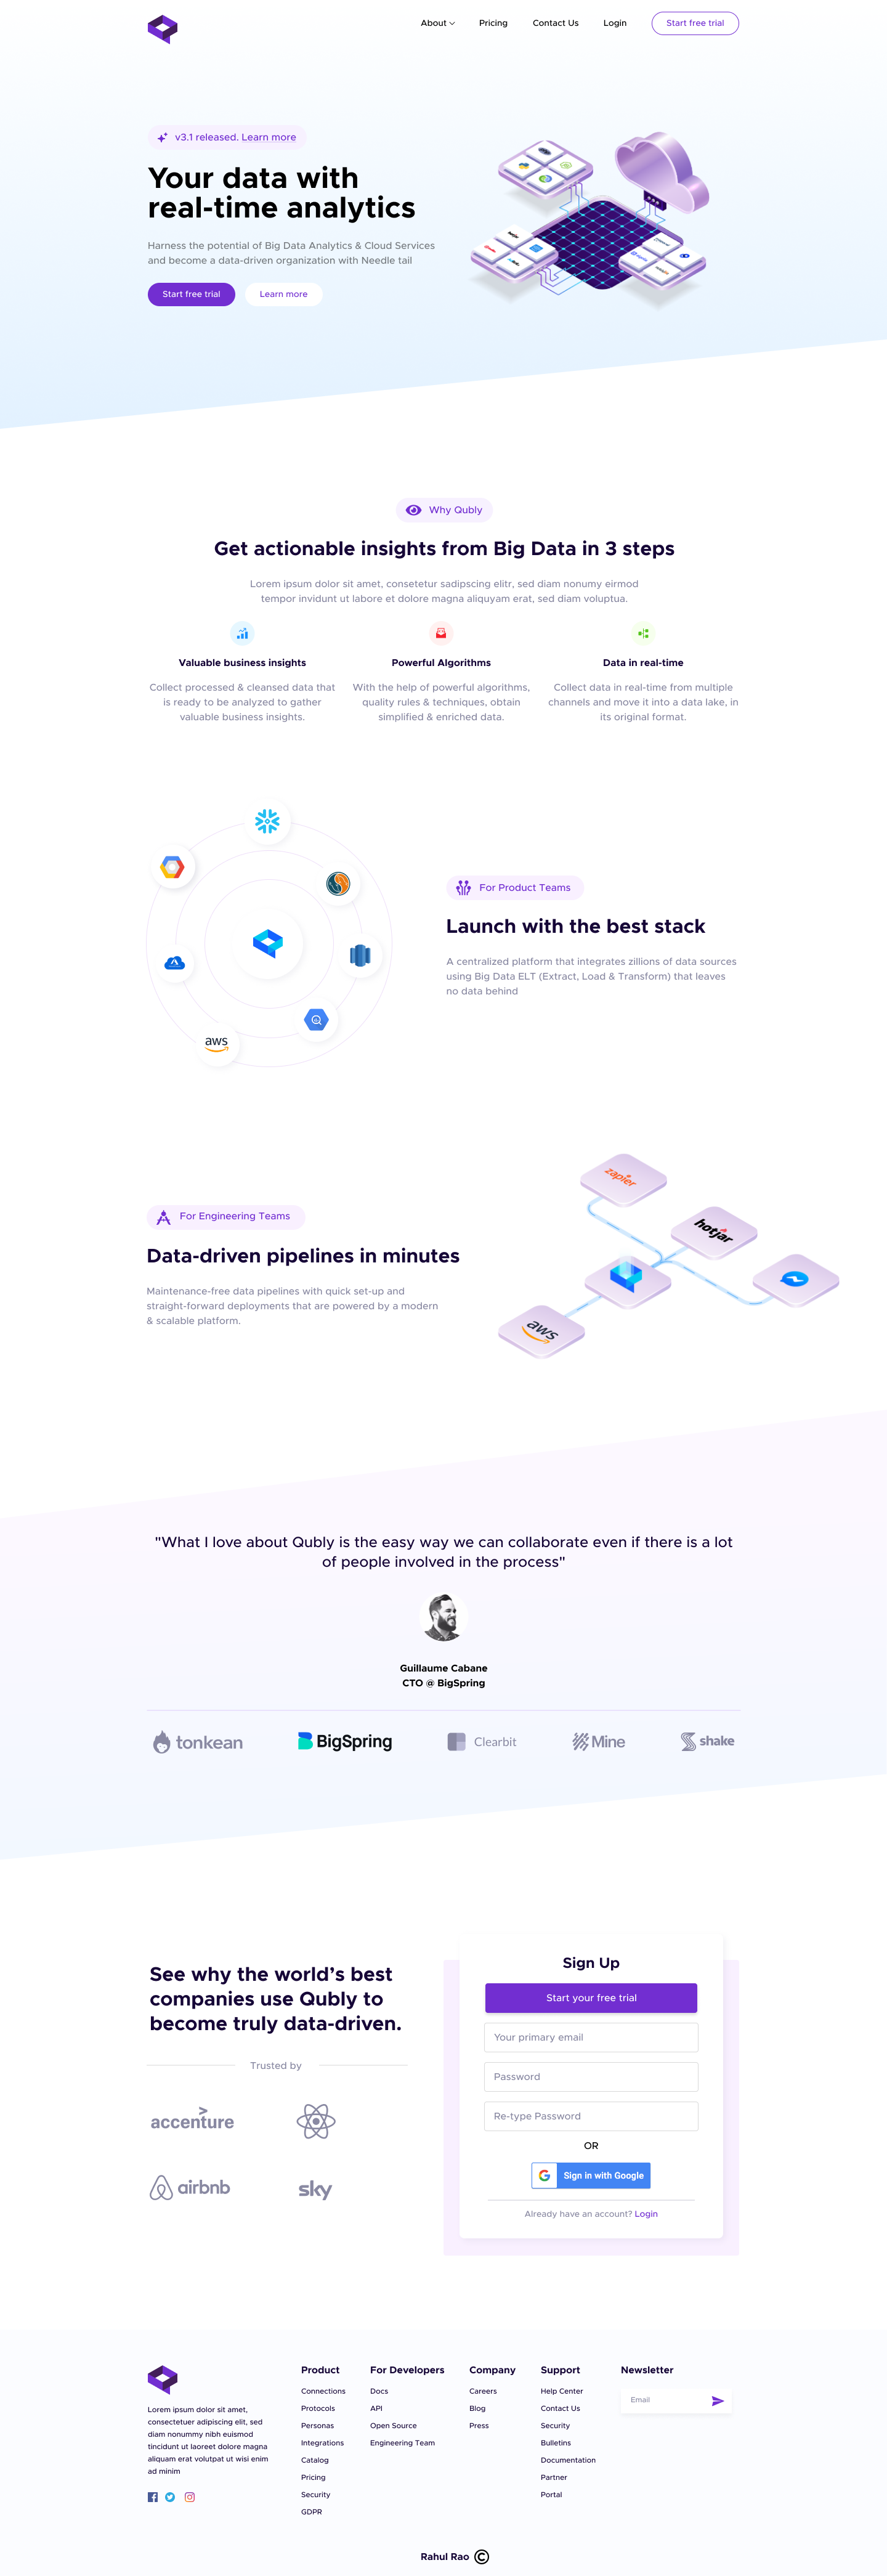 About
Pricing
Contact Us
Login
Start free trial
v3.1 released. Learn more
Your data with
real-time analytics
Harness the potential of Big Data Analytics & Cloud Services
and become a data-driven organization with Needle tail
Start free trial
Learn more
Why Qubly
Get actionable insights from Big Data in 3 steps
Lorem ipsum dolor sit amet, consetetur sadipscing elitr, sed diam nonumy eirmod
tempor invidunt ut labore et dolore magna aliquyam erat, sed diam voluptua.
Valuable business insights
Collect processed & cleansed data that
is ready to be analyzed to gather
valuable business insights.
Powerful Algorithms
With the help of powerful algorithms,
quality rules & techniques, obtain
simplified & enriched data.
Data in real-time
Collect data in real-time from multiple
channels and move it into a data lake, in
its original format.
aws
For Product Teams
Launch with the best stack
A centralized platform that integrates zillions of data sources
using Big Data ELT (Extract, Load & Transform) that leaves
no data behind
For Engineering Teams
Data-driven pipelines in minutes
Maintenance-free data pipelines with quick set-up and
straight-forward deployments that are powered by a modern
& scalable platform.
zapier
hotjar
aws
"What I love about Qubly is the easy way we can collaborate even if there is a lot
of people involved in the process"
Guillaume Cabane
CTO @ BigSpring
tonkean
BigSpring
Clearbit
Mine
shake
See why the world's best
companies use Qubly to
become truly data-driven.
Trusted by
accenture
airbnb
sky
Sign Up
Start your free trial
Your primary email
Password
Re-type Password
OR
Sign in with Google
Already have an account? Login
Lorem ipsum dolor sit amet,
consectetuer adipiscing elit, sed
diam nonummy nibh euismod
tincidunt ut laoreet dolore magna
aliquam erat volutpat ut wisi enim
ad minim
Product
Connections
Protocols
Personas
Integrations
Catalog
Pricing
Security
GDPR
For Developers
Docs
API
Open Source
Engineering Team
Company
Careers
Blog
Press
Support
Help Center
Contact Us
Security
Bulletins
Documentation
Partner
Portal
Newsletter
Email
Rahul Rao ©